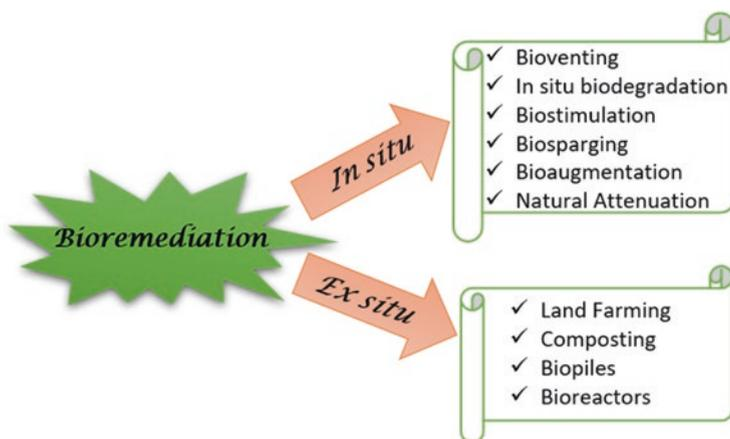 Bioremediation
In situ
✓ Bioventing
✓ In situ biodegradation
✓ Biostimulation
✓ Biosparging
✓ Bioaugmentation
✓ Natural Attenuation
Ex situ
✓ Land Farming
✓ Composting
✓ Biopiles
✓ Bioreactors